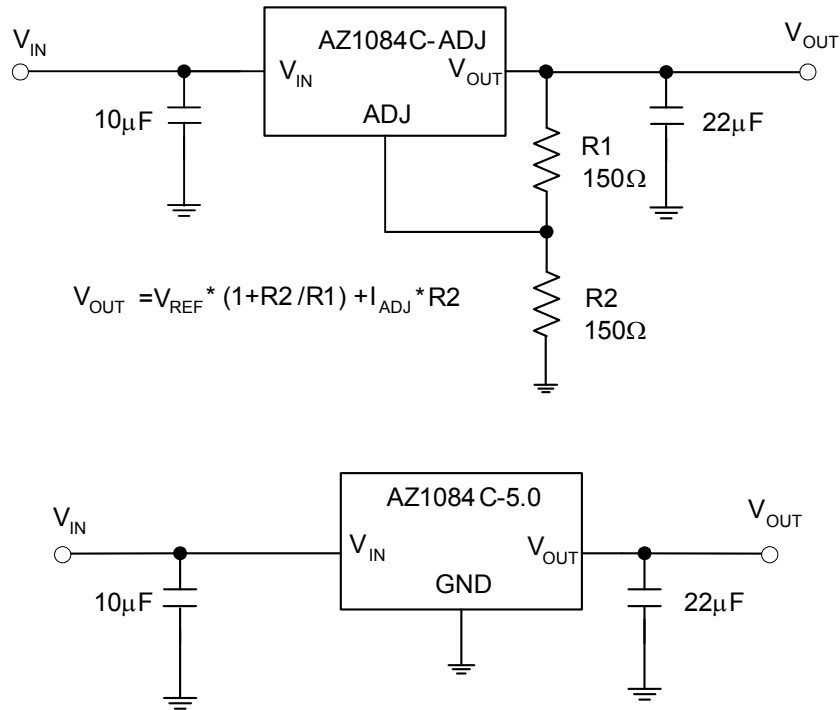 AZ1084C-ADJ
VIN
VOUT
VIN
VOUT
10μF
ADJ
22μF
R1
150Ω
VOUT =VREF* (1+R2/R1) +IADJ*R2
R2
150Ω
AZ1084C-5.0
VIN
VOUT
VIN
VOUT
10μF
GND
22μF